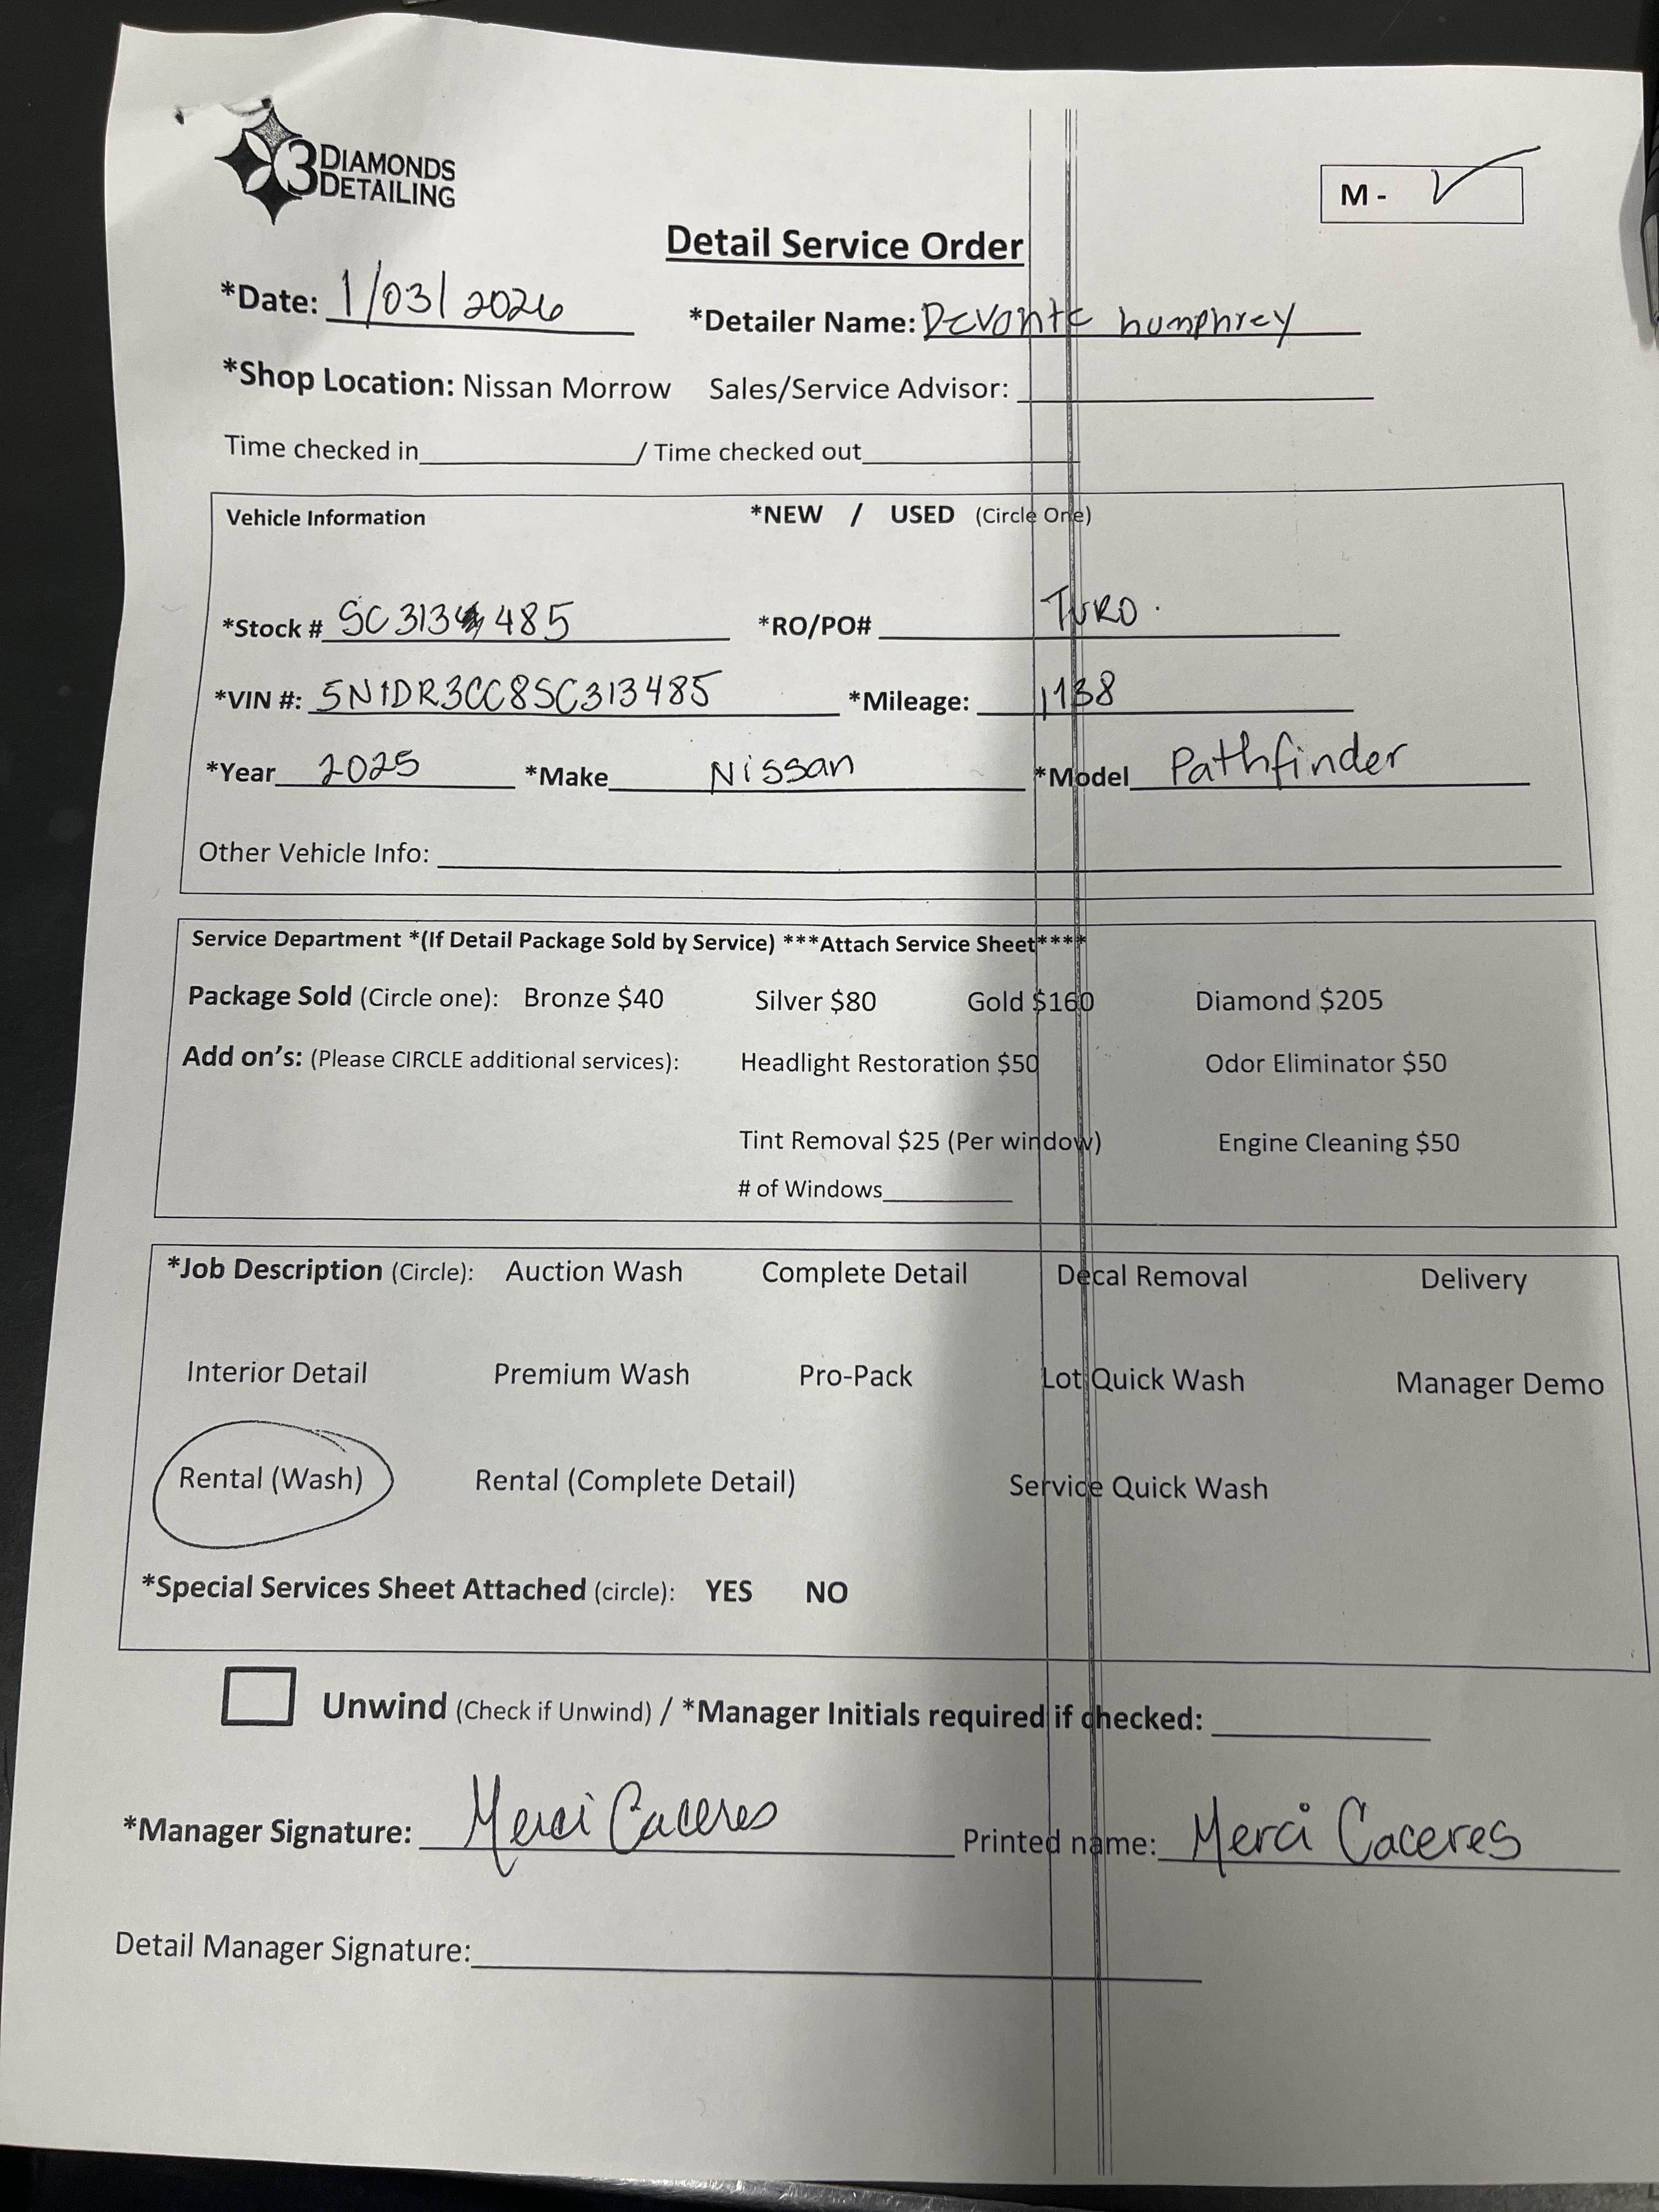 3 DIAMONDS
DETAILING
M - ✓
Detail Service Order
*Date: 1/03/2026 *Detailer Name: Devonte humphrey
*Shop Location: Nissan Morrow Sales/Service Advisor:
Time checked in / Time checked out
Vehicle Information *NEW / USED (Circle One)
*Stock # SC313485 *RO/PO# TURO.
*VIN #: 5N1DR3CC8SC313485 *Mileage: 1138
*Year 2025 *Make Nissan *Model Pathfinder
Other Vehicle Info:
Service Department *(If Detail Package Sold by Service) ***Attach Service Sheet****
Package Sold (Circle one): Bronze $40 Silver $80 Gold $160 Diamond $205
Add on's: (Please CIRCLE additional services): Headlight Restoration $50 Odor Eliminator $50
Tint Removal $25 (Per window) Engine Cleaning $50
# of Windows
*Job Description (Circle): Auction Wash Complete Detail Decal Removal Delivery
Interior Detail Premium Wash Pro-Pack Lot Quick Wash Manager Demo
Rental (Wash) Rental (Complete Detail) Service Quick Wash
*Special Services Sheet Attached (circle): YES NO
Unwind (Check if Unwind) / *Manager Initials required if checked:
*Manager Signature: Merci Caceres Printed name: Merci Caceres
Detail Manager Signature: